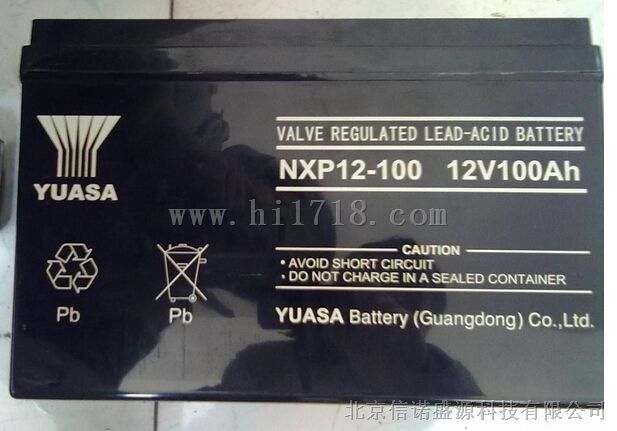 VALVE REGULATED LEAD-ACID BATTERY
NXP12-100 12V100Ah
YUASA
www.hi1718.com
CAUTION
• AVOID SHORT CIRCUIT
• DO NOT CHARGE IN A SEALED CONTAINER
Pb Pb
YUASA Battery (Guangdong) Co.,Ltd.
北京信诺盛源科技有限公司